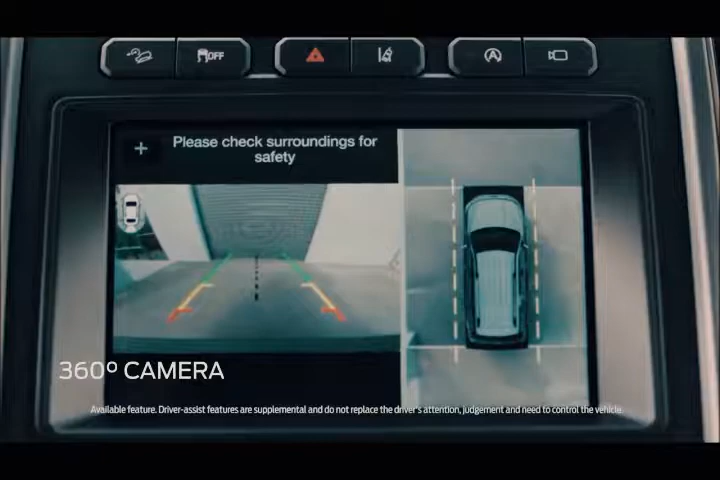 OFF
A
+
Please check surroundings for
safety
360º CAMERA
Available feature. Driver-assist features are supplemental and do not replace the driver's attention, judgement and need to control the vehicle.